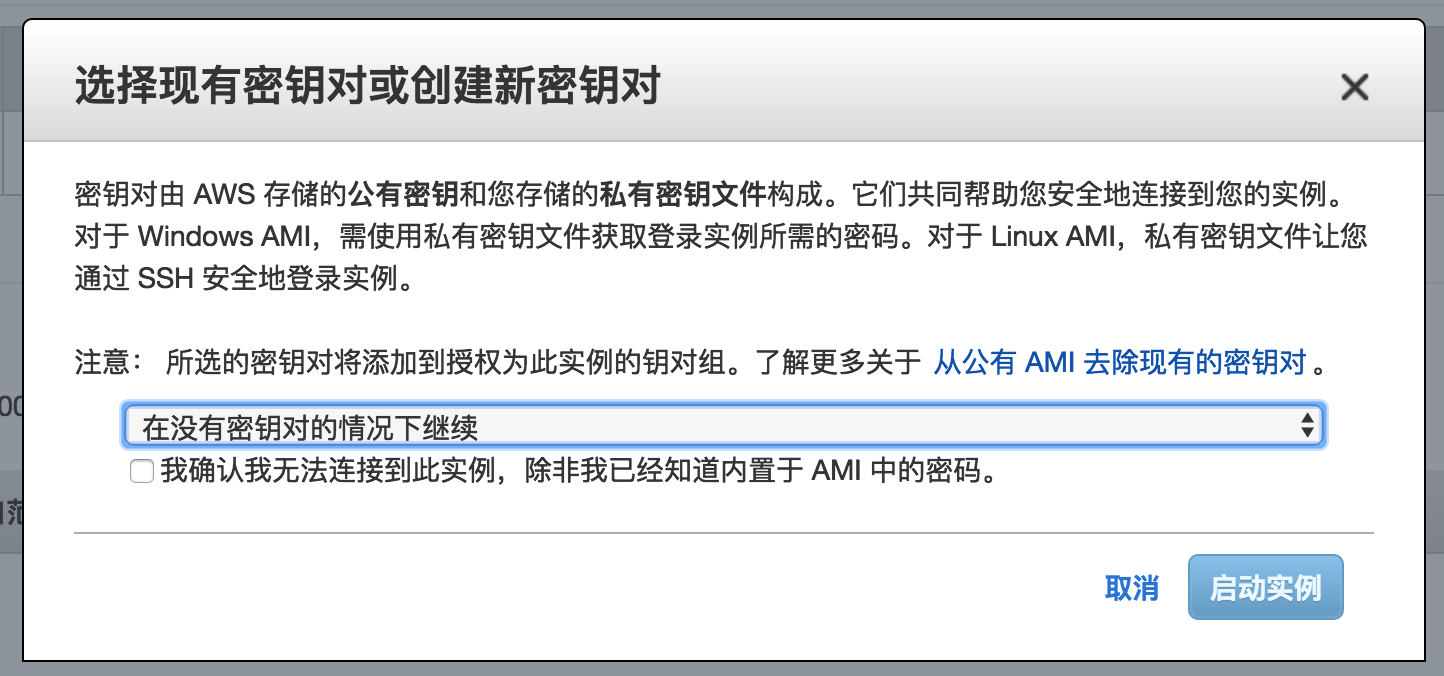 选择现有密钥对或创建新密钥对
密钥对由 AWS 存储的公有密钥和您存储的私有密钥文件构成。它们共同帮助您安全地连接到您的实例。
对于 Windows AMI，需使用私有密钥文件获取登录实例所需的密码。对于 Linux AMI，私有密钥文件让您
通过 SSH 安全地登录实例。
注意： 所选的密钥对将添加到授权为此实例的钥对组。了解更多关于 从公有 AMI 去除现有的密钥对 。
在没有密钥对的情况下继续
我确认我无法连接到此实例，除非我已经知道内置于 AMI 中的密码。
取消 启动实例